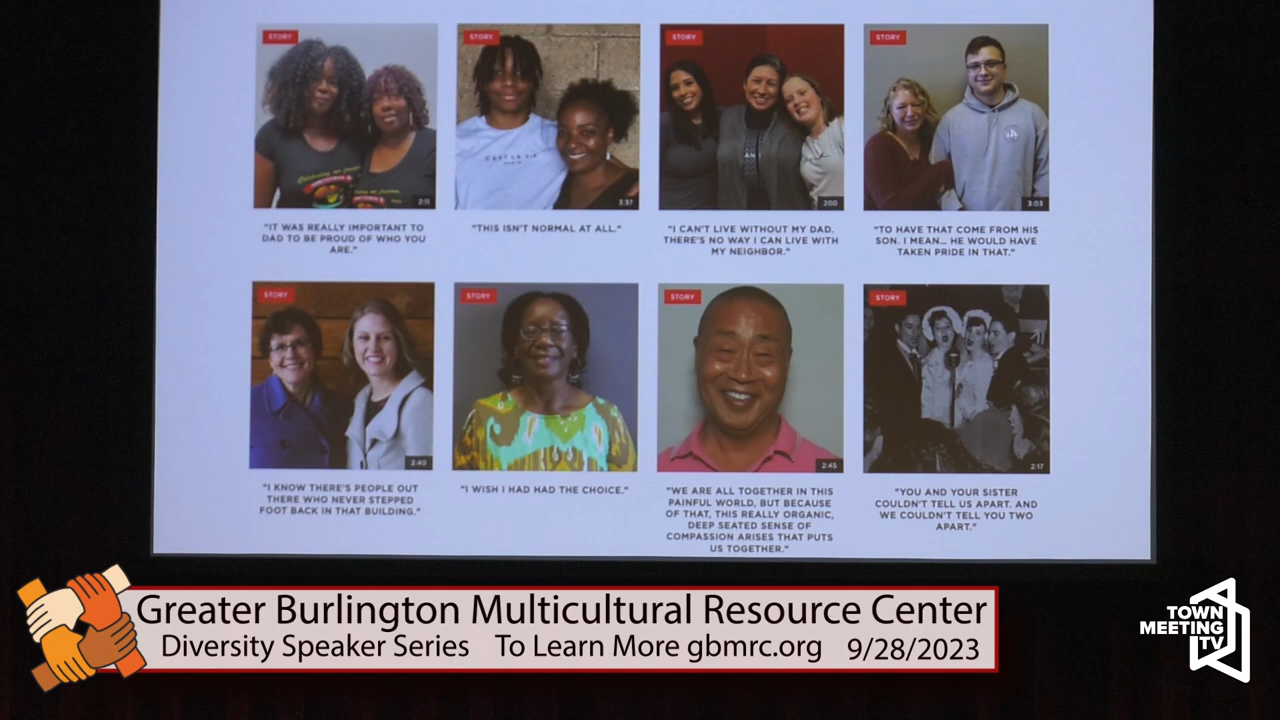 STORY
STORY
STORY
STORY
C'EST LA VIE
2:11
3:37
200
3:03
"IT WAS REALLY IMPORTANT TO
DAD TO BE PROUD OF WHO YOU
ARE."
"THIS ISN'T NORMAL AT ALL."
"I CAN'T LIVE WITHOUT MY DAD.
THERE'S NO WAY I CAN LIVE WITH
MY NEIGHBOR."
"TO HAVE THAT COME FROM HIS
SON. I MEAN... HE WOULD HAVE
TAKEN PRIDE IN THAT."
STORY
STORY
STORY
STORY
2:40
2:45
2:17
"I KNOW THERE'S PEOPLE OUT
THERE WHO NEVER STEPPED
FOOT BACK IN THAT BUILDING."
"I WISH I HAD HAD THE CHOICE."
"WE ARE ALL TOGETHER IN THIS
PAINFUL WORLD, BUT BECAUSE
OF THAT, THIS REALLY ORGANIC,
DEEP SEATED SENSE OF
COMPASSION ARISES THAT PUTS
US TOGETHER."
"YOU AND YOUR SISTER
COULDN'T TELL US APART. AND
WE COULDN'T TELL YOU TWO
APART."
Greater Burlington Multicultural Resource Center
Diversity Speaker Series To Learn More gbmrc.org 9/28/2023
TOWN
MEETING
TV